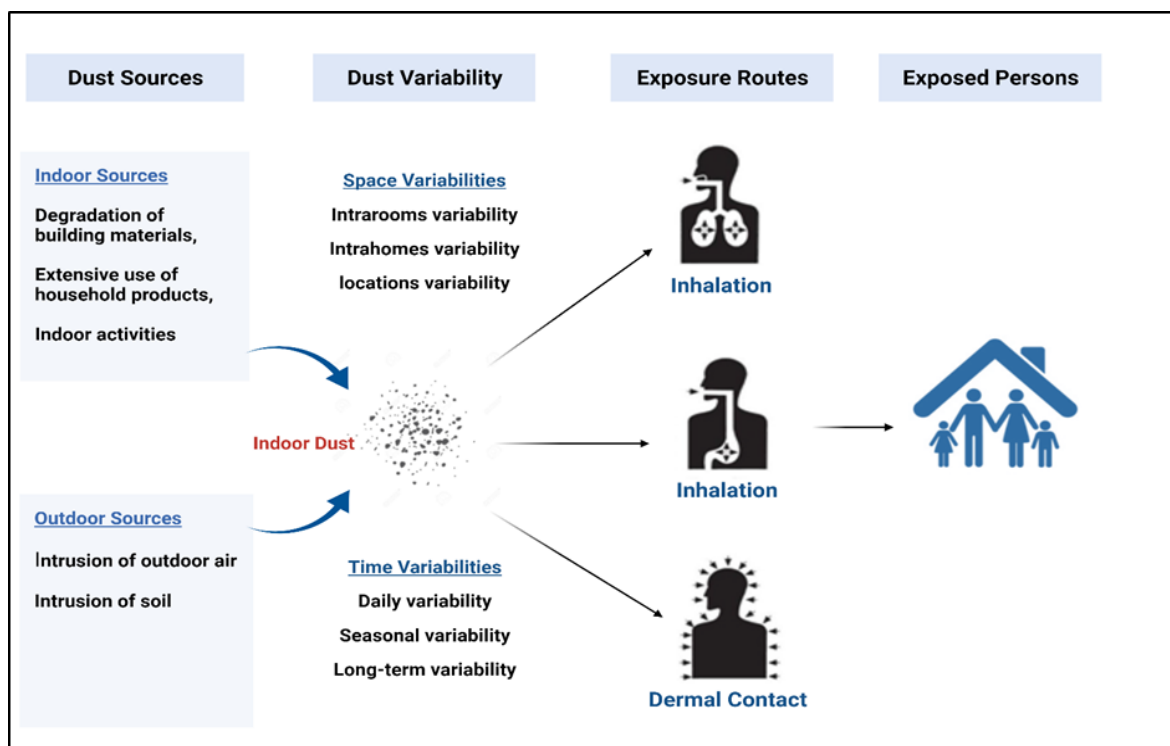 Dust Sources
Dust Variability
Exposure Routes
Exposed Persons
Indoor Sources
Degradation of
building materials,
Extensive use of
household products,
Indoor activities
Space Variabilities
Intrarooms variability
Intrahomes variability
locations variability
Inhalation
Indoor Dust
Inhalation
Outdoor Sources
Intrusion of outdoor air
Intrusion of soil
Time Variabilities
Daily variability
Seasonal variability
Long-term variability
Dermal Contact